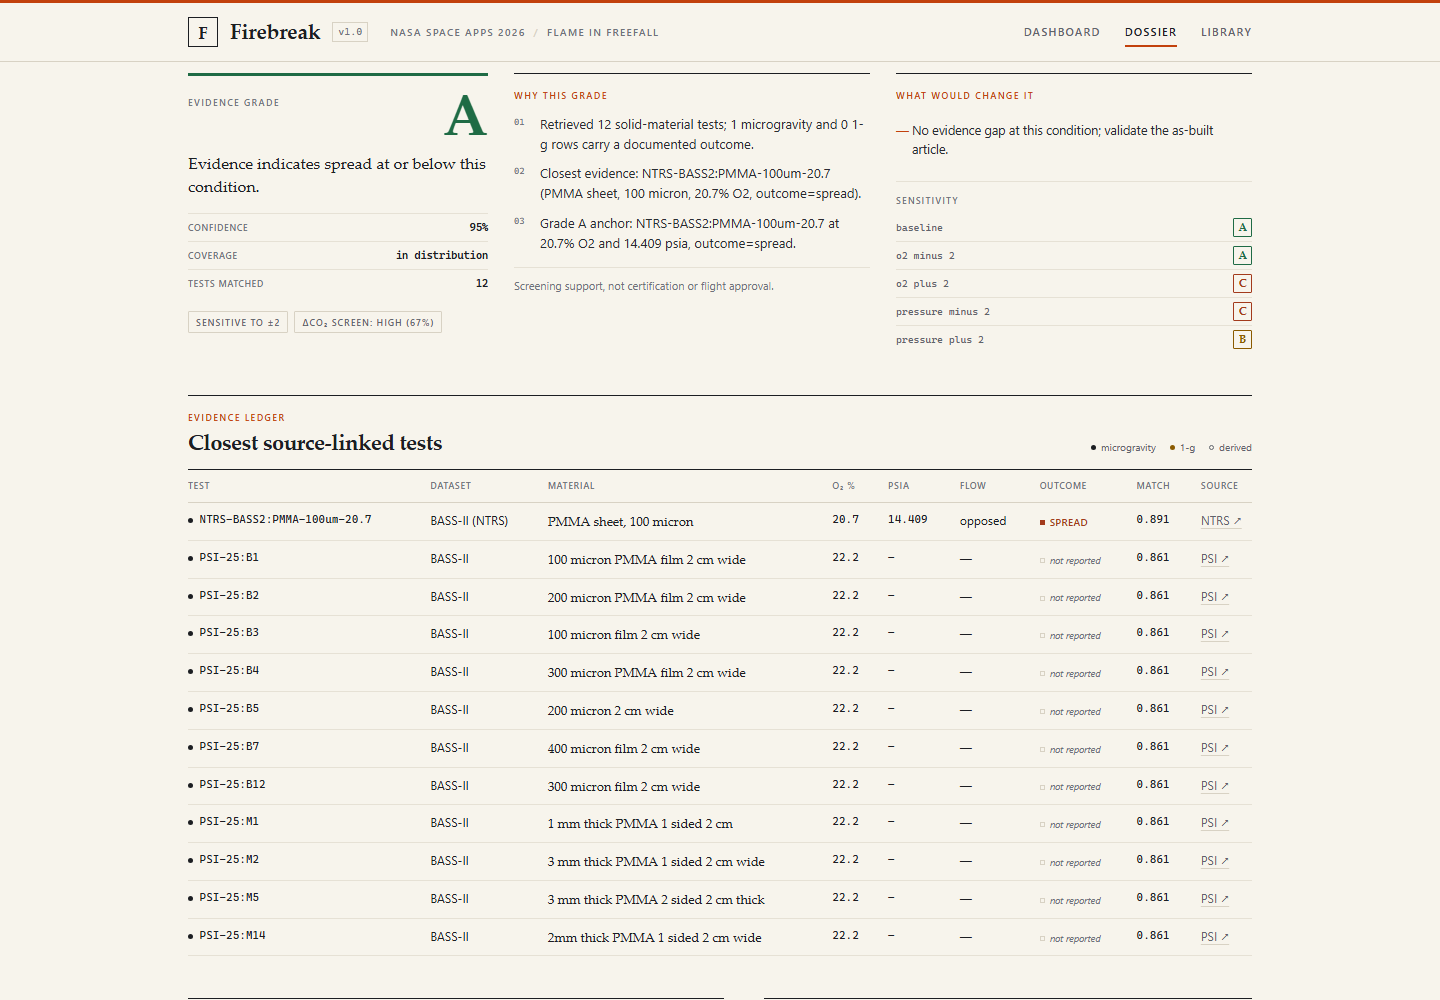 F Firebreak v1.0 NASA SPACE APPS 2026 / FLAME IN FREEFALL DASHBOARD DOSSIER LIBRARY
EVIDENCE GRADE
A
Evidence indicates spread at or below this
condition.
CONFIDENCE 95%
COVERAGE in distribution
TESTS MATCHED 12
SENSITIVE TO ±2 ΔCO₂ SCREEN: HIGH (67%)
WHY THIS GRADE
01 Retrieved 12 solid-material tests; 1 microgravity and 0 1-
g rows carry a documented outcome.
02 Closest evidence: NTRS-BASS2:PMMA-100um-20.7
(PMMA sheet, 100 micron, 20.7% O2, outcome=spread).
03 Grade A anchor: NTRS-BASS2:PMMA-100um-20.7 at
20.7% O2 and 14.409 psia, outcome=spread.
Screening support, not certification or flight approval.
WHAT WOULD CHANGE IT
— No evidence gap at this condition; validate the as-built
article.
SENSITIVITY
baseline A
o2 minus 2 A
o2 plus 2 C
pressure minus 2 C
pressure plus 2 B
EVIDENCE LEDGER
Closest source-linked tests
microgravity 1-g derived
TEST DATASET MATERIAL O₂ % PSIA FLOW OUTCOME MATCH SOURCE
NTRS-BASS2:PMMA-100um-20.7 BASS-II (NTRS) PMMA sheet, 100 micron 20.7 14.409 opposed SPREAD 0.891 NTRS ↗
PSI-25:B1 BASS-II 100 micron PMMA film 2 cm wide 22.2 – — not reported 0.861 PSI ↗
PSI-25:B2 BASS-II 200 micron PMMA film 2 cm wide 22.2 – — not reported 0.861 PSI ↗
PSI-25:B3 BASS-II 100 micron film 2 cm wide 22.2 – — not reported 0.861 PSI ↗
PSI-25:B4 BASS-II 300 micron PMMA film 2 cm wide 22.2 – — not reported 0.861 PSI ↗
PSI-25:B5 BASS-II 200 micron 2 cm wide 22.2 – — not reported 0.861 PSI ↗
PSI-25:B7 BASS-II 400 micron film 2 cm wide 22.2 – — not reported 0.861 PSI ↗
PSI-25:B12 BASS-II 300 micron film 2 cm wide 22.2 – — not reported 0.861 PSI ↗
PSI-25:M1 BASS-II 1 mm thick PMMA 1 sided 2 cm 22.2 – — not reported 0.861 PSI ↗
PSI-25:M2 BASS-II 3 mm thick PMMA 1 sided 2 cm wide 22.2 – — not reported 0.861 PSI ↗
PSI-25:M5 BASS-II 3 mm thick PMMA 2 sided 2 cm thick 22.2 – — not reported 0.861 PSI ↗
PSI-25:M14 BASS-II 2mm thick PMMA 1 sided 2 cm wide 22.2 – — not reported 0.861 PSI ↗